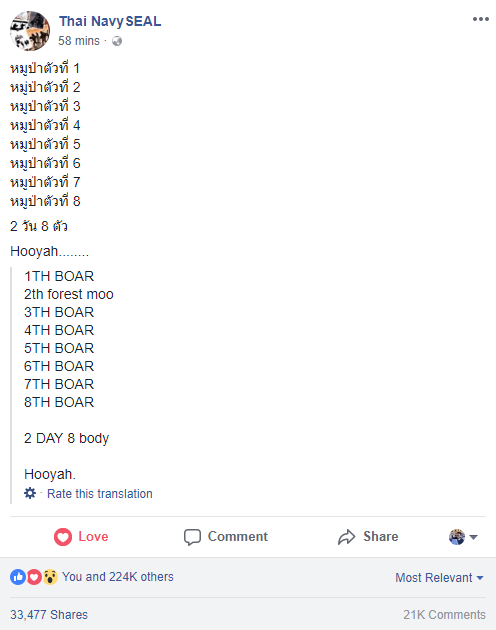 Thai NavySEAL
58 mins ·
หมูป่าตัวที่ 1
หมูป่าตัวที่ 2
หมูป่าตัวที่ 3
หมูป่าตัวที่ 4
หมูป่าตัวที่ 5
หมูป่าตัวที่ 6
หมูป่าตัวที่ 7
หมูป่าตัวที่ 8
2 วัน 8 ตัว
Hooyah........
1TH BOAR
2th forest moo
3TH BOAR
4TH BOAR
5TH BOAR
6TH BOAR
7TH BOAR
8TH BOAR
2 DAY 8 body
Hooyah.
· Rate this translation
Love Comment Share
You and 224K others Most Relevant
33,477 Shares 21K Comments